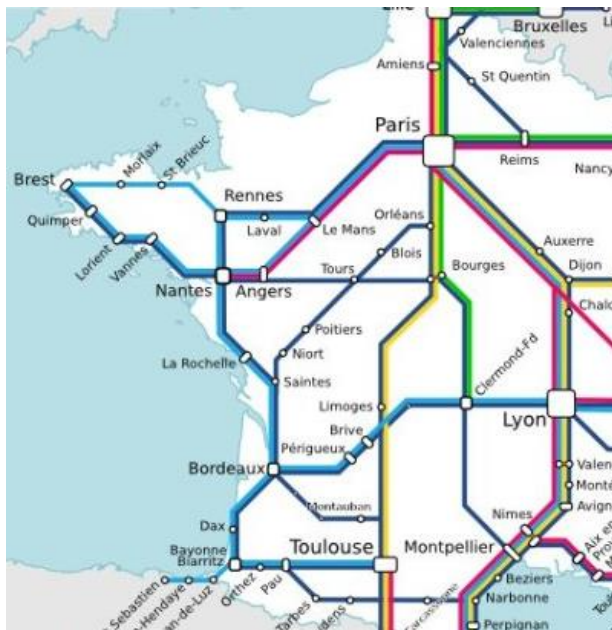 Bruxelles
Valenciennes
Amiens
St Quentin
Paris
Reims
Nancy
Brest
Morlaix
St Brieuc
Rennes
Quimper
Laval
Le Mans
Orléans
Lorient
Vannes
Blois
Auxerre
Tours
Bourges
Dijon
Nantes
Angers
Poitiers
La Rochelle
Niort
Clermond-Fd
Saintes
Limoges
Lyon
Brive
Périgueux
Bordeaux
Montauban
Nimes
Dax
Bayonne
Biarritz
Toulouse
Montpellier
Orthez
Pau
Beziers
Narbonne
Perpignan